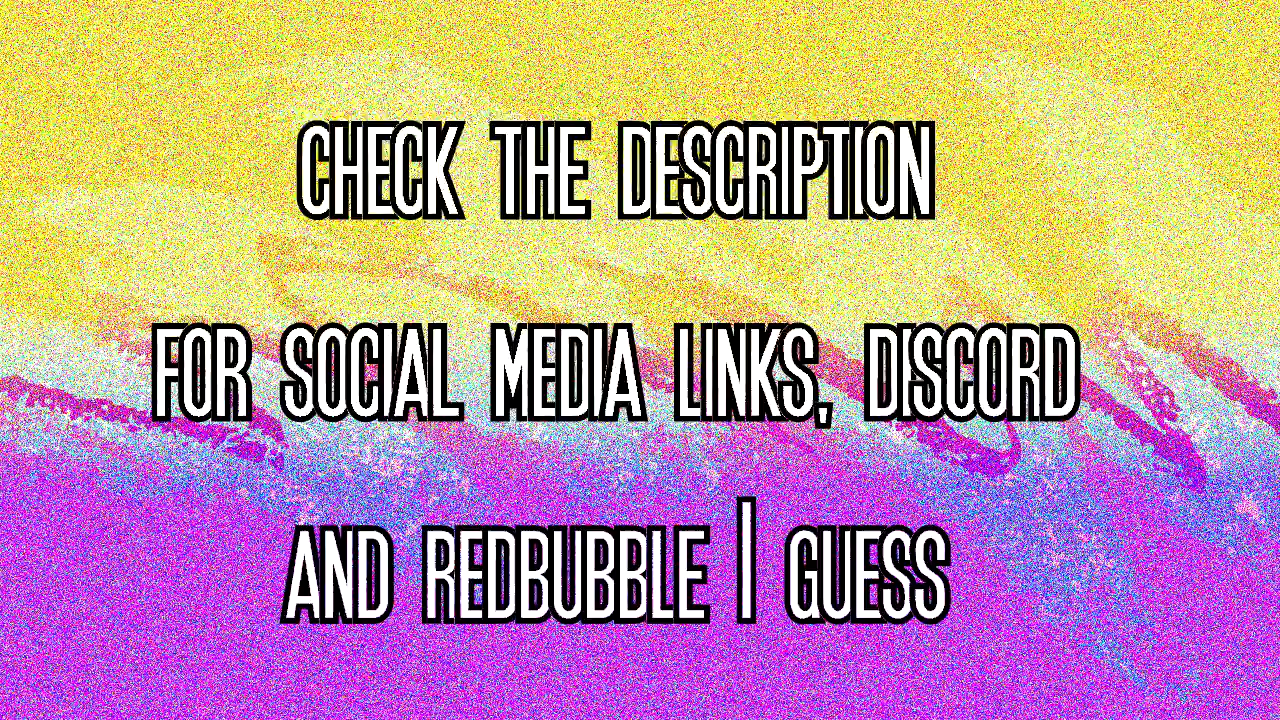 CHECK THE DESCRIPTION
FOR SOCIAL MEDIA LINKS, DISCORD
AND REDBUBBLE I GUESS